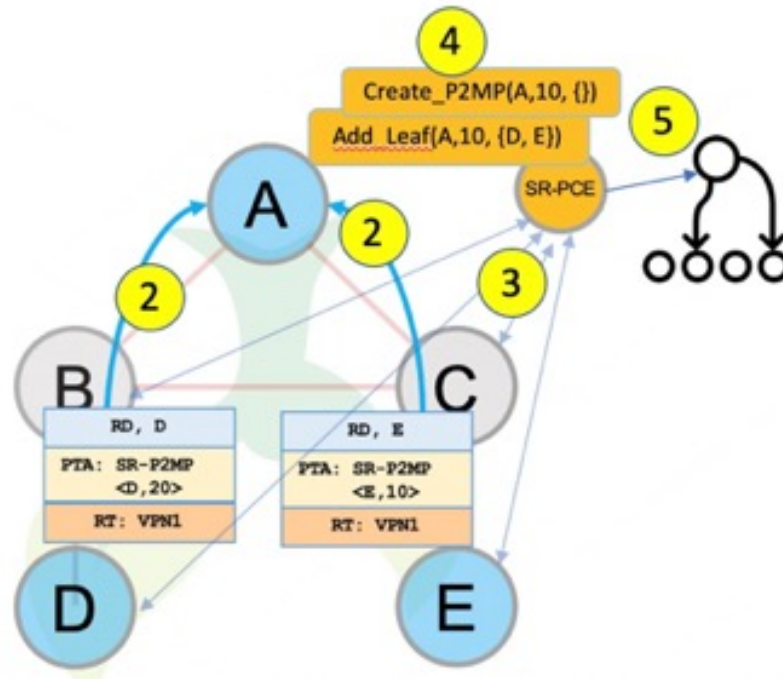 4
Create_P2MP(A,10, {})
Add_Leaf(A,10, {D, E})
5
SR-PCE
A
2
2
3
B
C
RD, D
PTA: SR-P2MP
<D,20>
RT: VPN1
RD, E
PTA: SR-P2MP
<E,10>
RT: VPN1
D
E